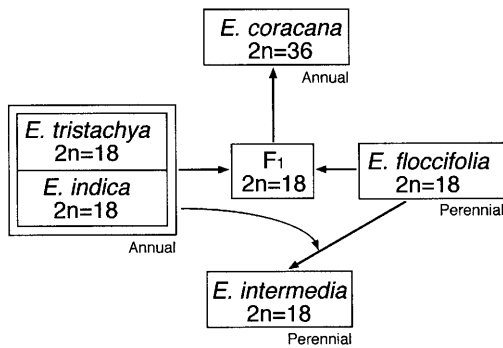 E. coracana
2n=36
Annual
E. tristachya
2n=18
E. indica
2n=18
Annual
F₁
2n=18
E. floccifolia
2n=18
Perennial
E. intermedia
2n=18
Perennial